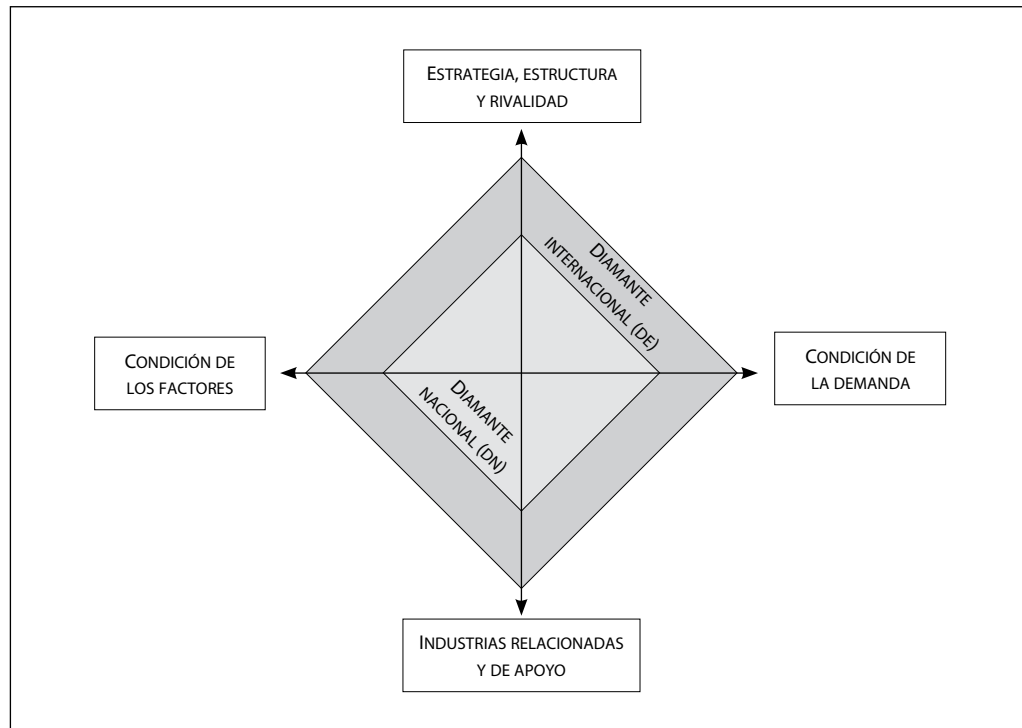 ESTRATEGIA, ESTRUCTURA
Y RIVALIDAD
DIAMANTE
INTERNACIONAL (DE)
CONDICIÓN DE
LOS FACTORES
CONDICIÓN DE
LA DEMANDA
DIAMANTE
NACIONAL (DN)
INDUSTRIAS RELACIONADAS
Y DE APOYO